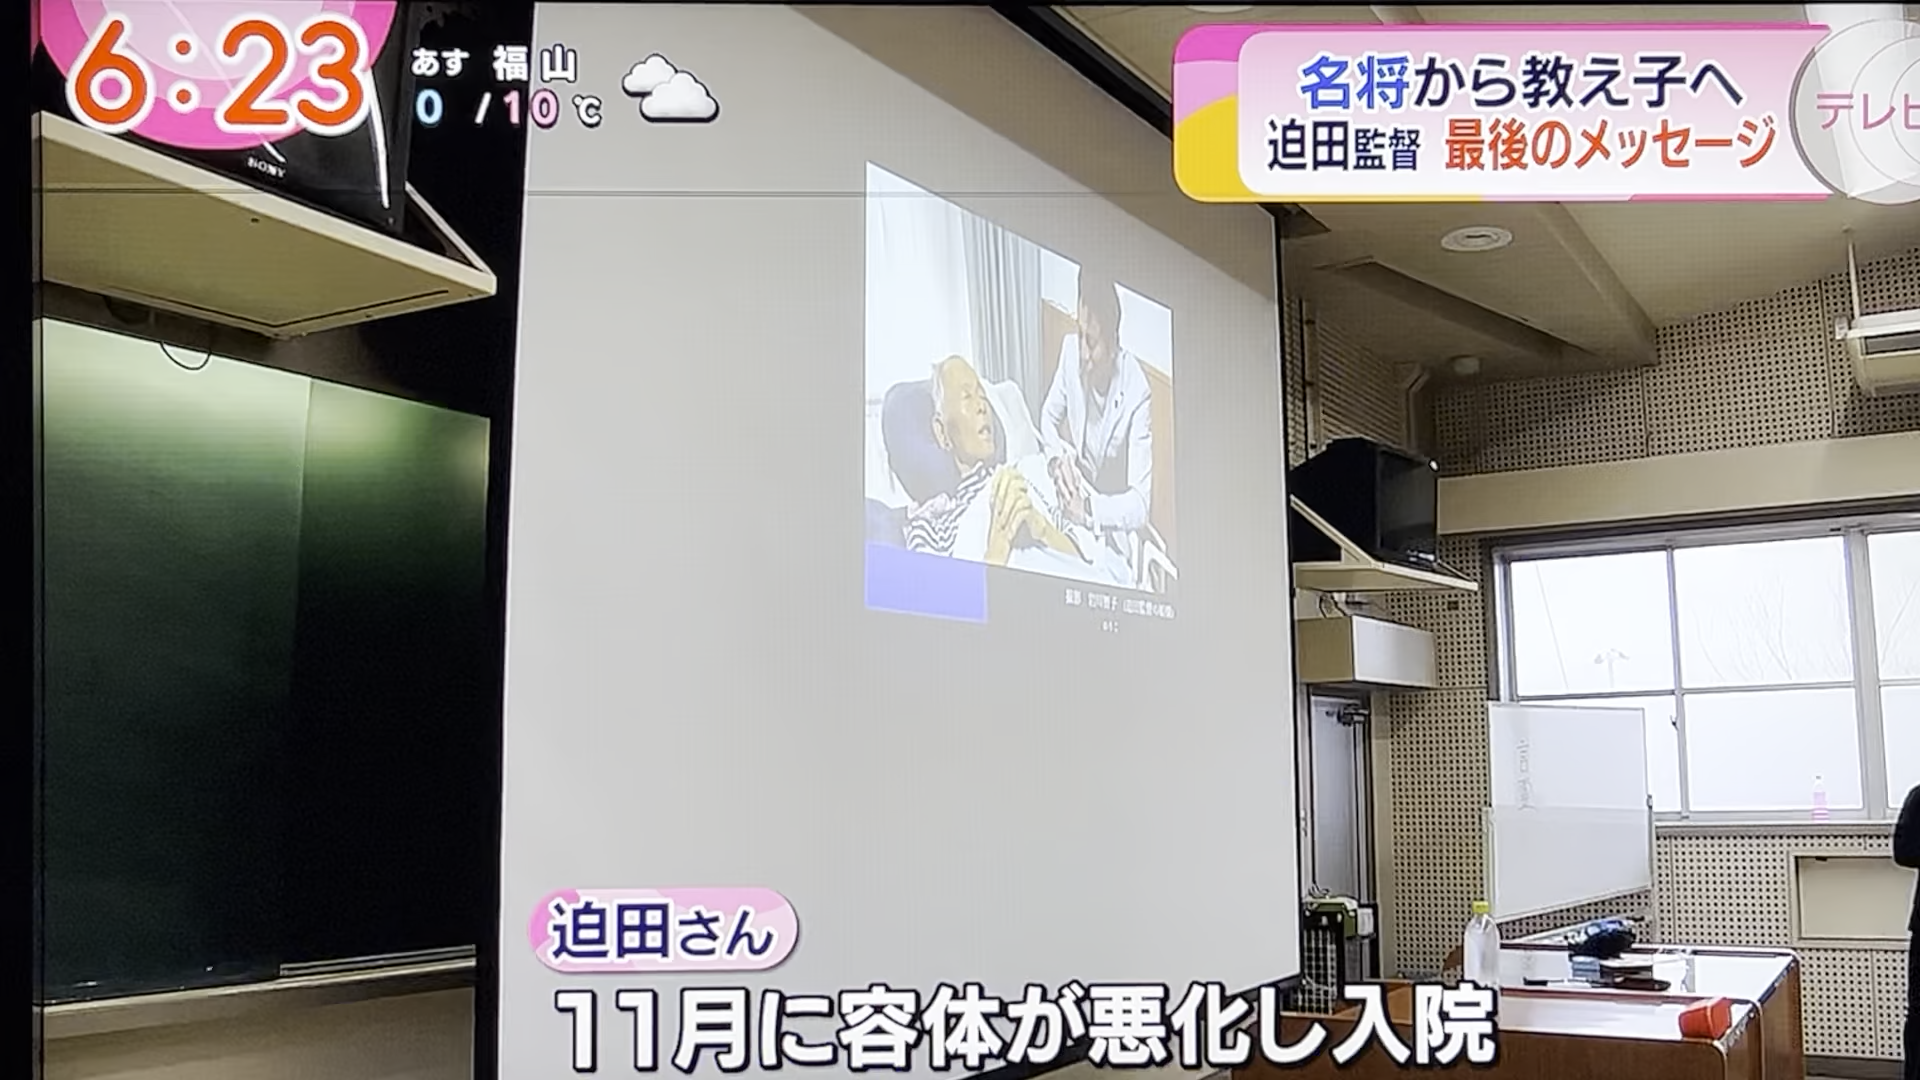 6:23
あす 福山
0 /10℃
名将から教え子へ
迫田監督 最後のメッセージ
テレビ
SONY
迫田さん
11月に容体が悪化し入院